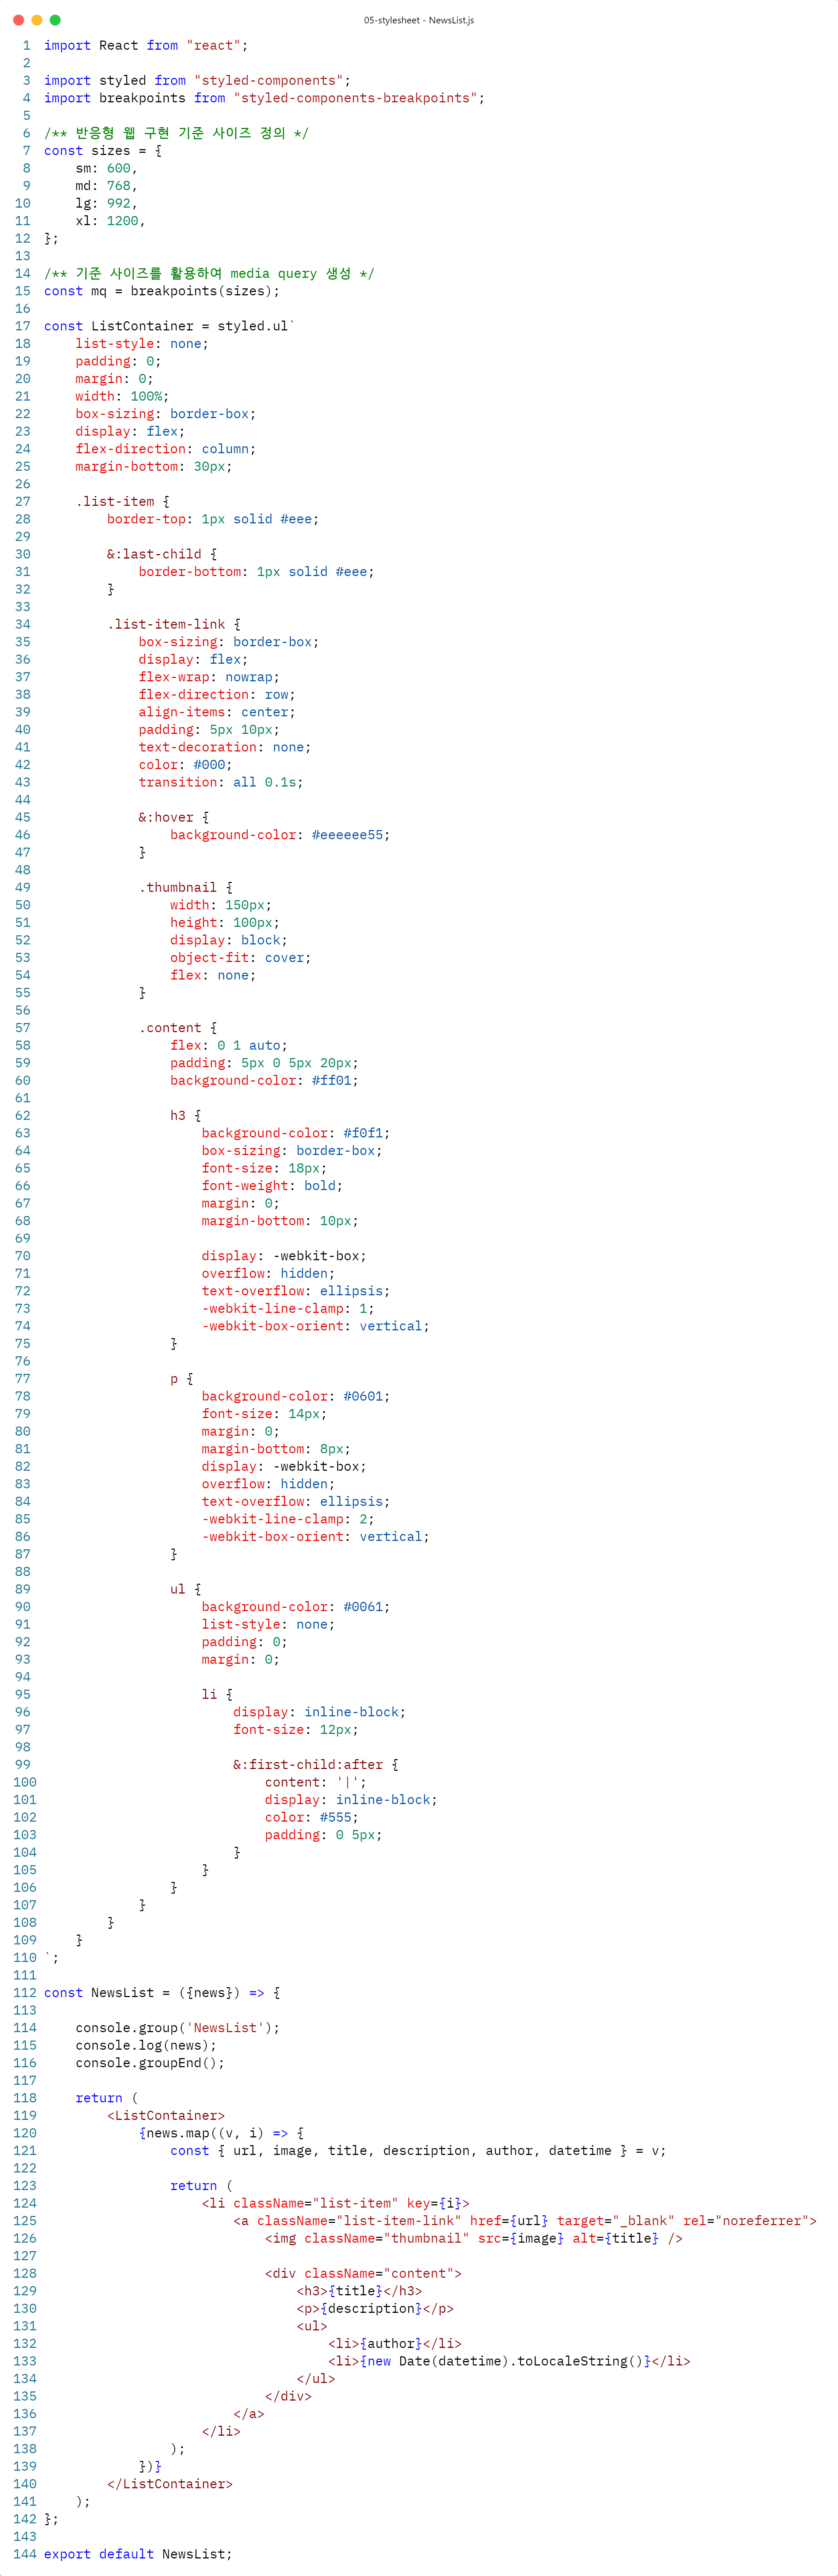 05-stylesheet - NewsList.js
1 import React from "react";
2
3 import styled from "styled-components";
4 import breakpoints from "styled-components-breakpoints";
5
6 /** 반응형 웹 구현 기준 사이즈 정의 */
7 const sizes = {
8     sm: 600,
9     md: 768,
10     lg: 992,
11     xl: 1200,
12 };
13
14 /** 기준 사이즈를 활용하여 media query 생성 */
15 const mq = breakpoints(sizes);
16
17 const ListContainer = styled.ul`
18     list-style: none;
19     padding: 0;
20     margin: 0;
21     width: 100%;
22     box-sizing: border-box;
23     display: flex;
24     flex-direction: column;
25     margin-bottom: 30px;
26
27     .list-item {
28         border-top: 1px solid #eee;
29
30         &:last-child {
31             border-bottom: 1px solid #eee;
32         }
33
34         .list-item-link {
35             box-sizing: border-box;
36             display: flex;
37             flex-wrap: nowrap;
38             flex-direction: row;
39             align-items: center;
40             padding: 5px 10px;
41             text-decoration: none;
42             color: #000;
43             transition: all 0.1s;
44
45             &:hover {
46                 background-color: #eeeeee55;
47             }
48
49             .thumbnail {
50                 width: 150px;
51                 height: 100px;
52                 display: block;
53                 object-fit: cover;
54                 flex: none;
55             }
56
57             .content {
58                 flex: 0 1 auto;
59                 padding: 5px 0 5px 20px;
60                 background-color: #ff01;
61
62                 h3 {
63                     background-color: #f0f1;
64                     box-sizing: border-box;
65                     font-size: 18px;
66                     font-weight: bold;
67                     margin: 0;
68                     margin-bottom: 10px;
69
70                     display: -webkit-box;
71                     overflow: hidden;
72                     text-overflow: ellipsis;
73                     -webkit-line-clamp: 1;
74                     -webkit-box-orient: vertical;
75                 }
76
77                 p {
78                     background-color: #0601;
79                     font-size: 14px;
80                     margin: 0;
81                     margin-bottom: 8px;
82                     display: -webkit-box;
83                     overflow: hidden;
84                     text-overflow: ellipsis;
85                     -webkit-line-clamp: 2;
86                     -webkit-box-orient: vertical;
87                 }
88
89                 ul {
90                     background-color: #0061;
91                     list-style: none;
92                     padding: 0;
93                     margin: 0;
94
95                     li {
96                         display: inline-block;
97                         font-size: 12px;
98
99                         &:first-child:after {
100                             content: '|';
101                             display: inline-block;
102                             color: #555;
103                             padding: 0 5px;
104                         }
105                     }
106                 }
107             }
108         }
109     }
110 `;
111
112 const NewsList = ({news}) => {
113
114     console.group('NewsList');
115     console.log(news);
116     console.groupEnd();
117
118     return (
119         <ListContainer>
120             {news.map((v, i) => {
121                 const { url, image, title, description, author, datetime } = v;
122
123                 return (
124                     <li className="list-item" key={i}>
125                         <a className="list-item-link" href={url} target="_blank" rel="noreferrer">
126                             <img className="thumbnail" src={image} alt={title} />
127
128                             <div className="content">
129                                 <h3>{title}</h3>
130                                 <p>{description}</p>
131                                 <ul>
132                                     <li>{author}</li>
133                                     <li>{new Date(datetime).toLocaleString()}</li>
134                                 </ul>
135                             </div>
136                         </a>
137                     </li>
138                 );
139             })}
140         </ListContainer>
141     );
142 };
143
144 export default NewsList;